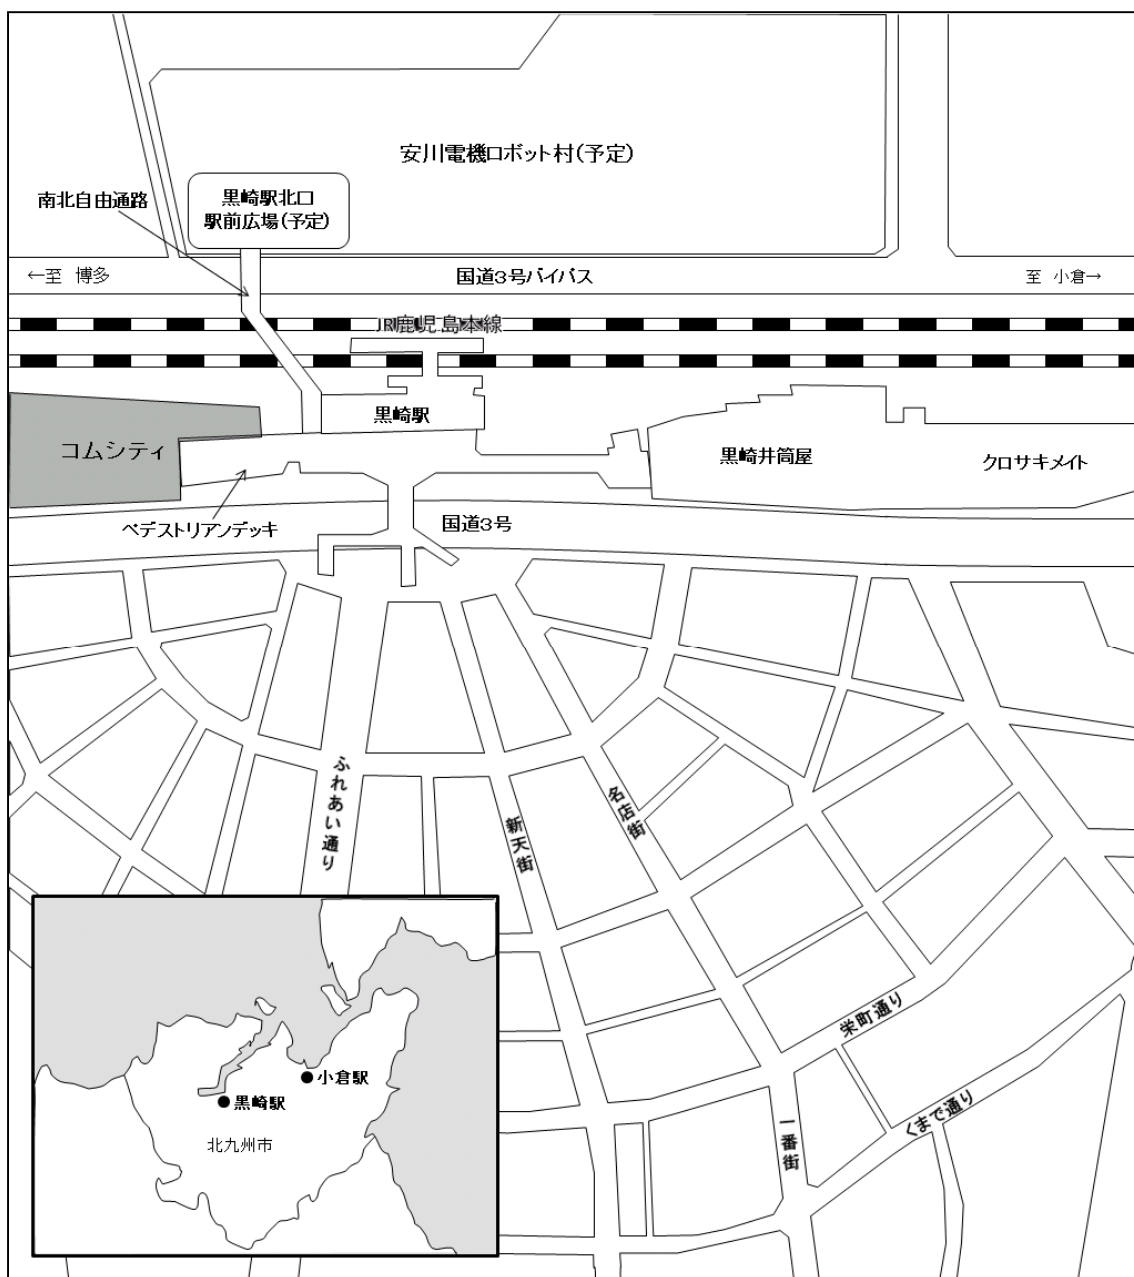 安川電機ロボット村(予定)
南北自由通路
黒崎駅北口
駅前広場(予定)
←至 博多
国道3号バイパス
至 小倉→
JR鹿児島本線
黒崎駅
コムシティ
黒崎井筒屋
クロサキメイト
ペデストリアンデッキ
国道3号
ふれあい通り
新天街
名店街
栄町通り
くまで通り
一番街
小倉駅
黒崎駅
北九州市